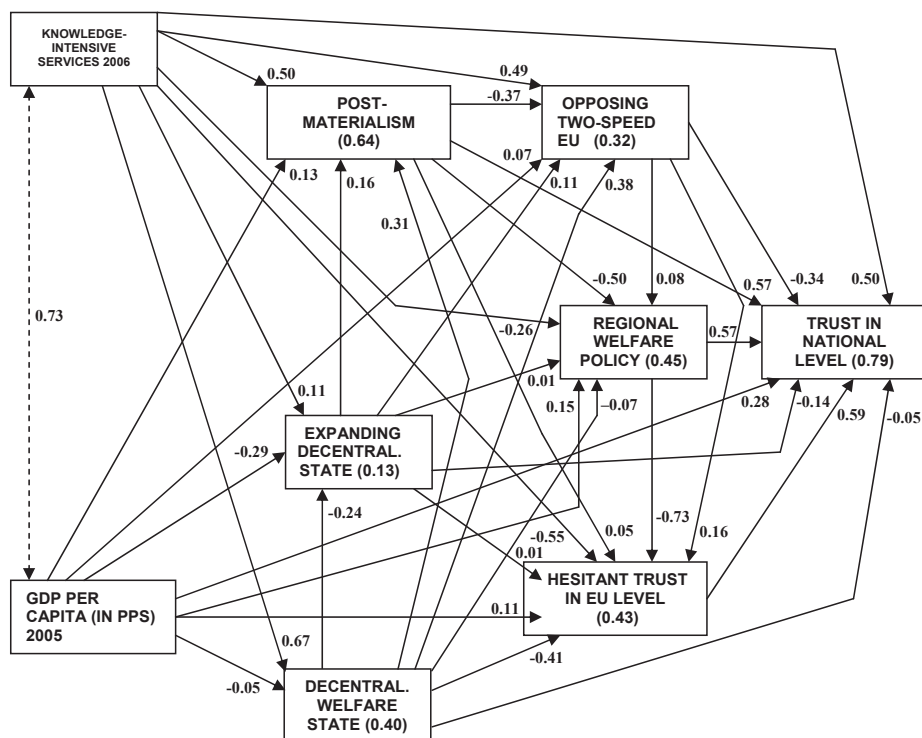 KNOWLEDGE-
INTENSIVE
SERVICES 2006
0.50
0.49
POST-
MATERIALISM
(0.64)
-0.37
OPPOSING
TWO-SPEED
EU (0.32)
0.13
0.16
0.07
0.11
0.38
0.31
-0.50
0.08
0.57
-0.34
0.50
0.73
-0.26
REGIONAL
WELFARE
POLICY (0.45)
0.57
TRUST IN
NATIONAL
LEVEL (0.79)
0.11
0.01
0.15
–0.07
0.28
-0.14
0.59
-0.05
EXPANDING
DECENTRAL.
STATE (0.13)
-0.29
-0.24
-0.55
0.01
0.05
-0.73
0.16
GDP PER
CAPITA (IN PPS)
2005
HESITANT TRUST
IN EU LEVEL
(0.43)
0.11
0.67
-0.05
-0.41
DECENTRAL.
WELFARE
STATE (0.40)